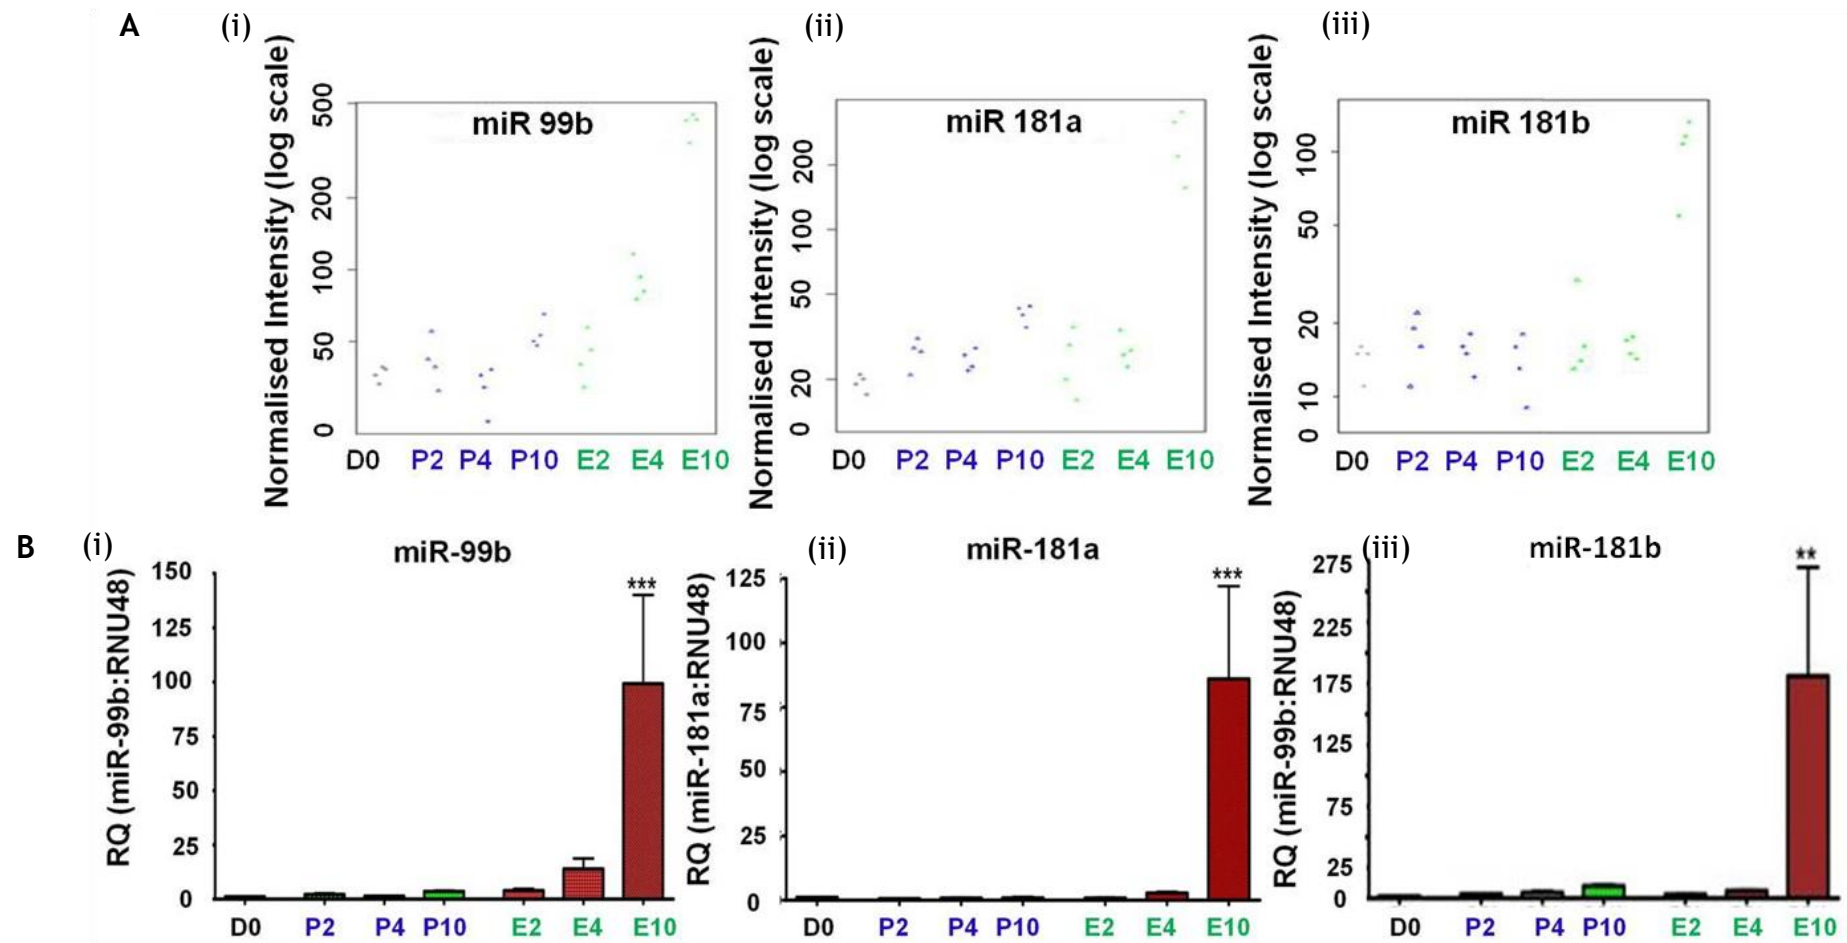 A
(i)
(ii)
(iii)
Normalised Intensity (log scale)
miR 99b
500
200
100
50
0
D0 P2 P4 P10 E2 E4 E10
Normalised Intensity (log scale)
miR 181a
200
100
50
20
0
D0 P2 P4 P10 E2 E4 E10
Normalised Intensity (log scale)
miR 181b
100
50
20
10
0
D0 P2 P4 P10 E2 E4 E10
B
(i)
miR-99b
RQ (miR-99b:RNU48)
150
125
100
75
50
25
0
***
D0 P2 P4 P10 E2 E4 E10
(ii)
miR-181a
RQ (miR-181a:RNU48)
125
100
75
50
25
0
***
D0 P2 P4 P10 E2 E4 E10
(iii)
miR-181b
RQ (miR-99b:RNU48)
275
225
175
125
75
25
0
**
D0 P2 P4 P10 E2 E4 E10